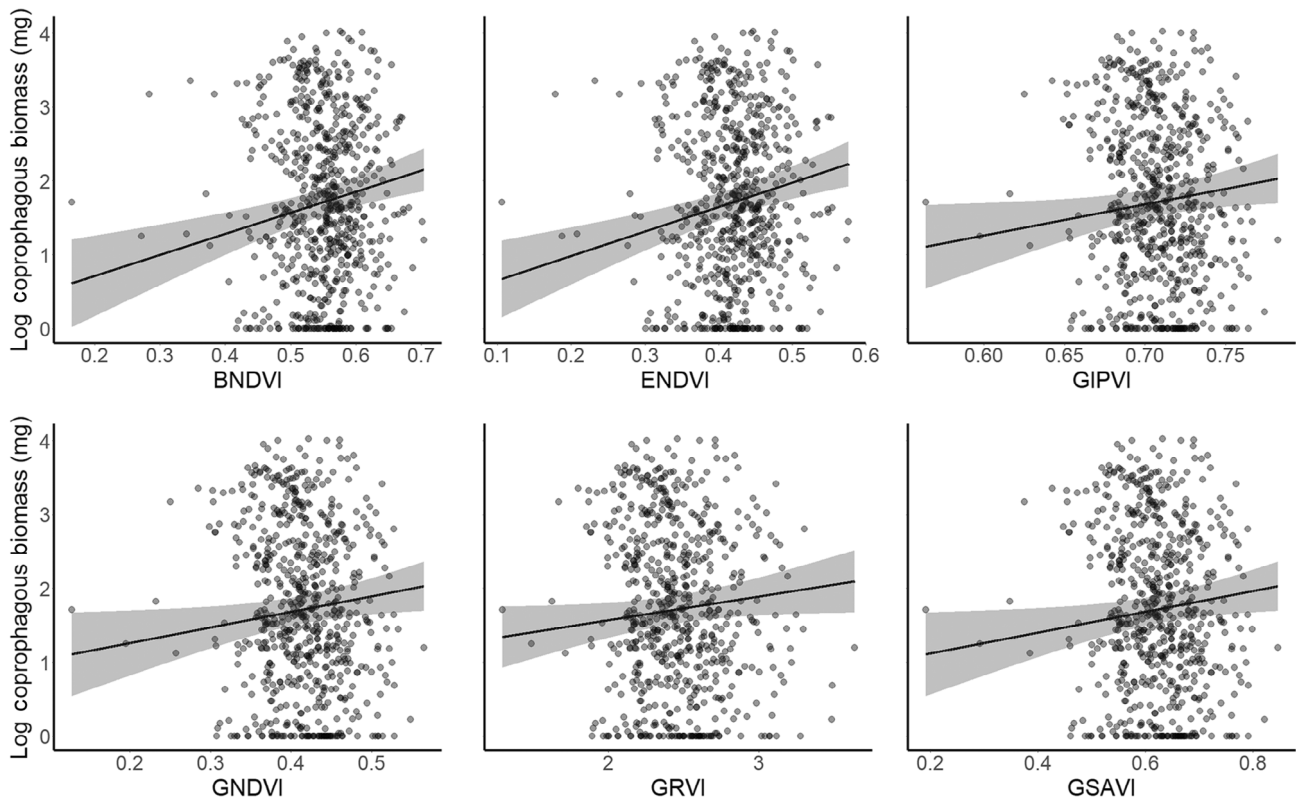 Log coprophagous biomass (mg)
4
3
2
1
0
0.2 0.3 0.4 0.5 0.6 0.7
BNDVI
0.1 0.2 0.3 0.4 0.5 0.6
ENDVI
0.60 0.65 0.70 0.75
GIPVI
Log coprophagous biomass (mg)
4
3
2
1
0
0.2 0.3 0.4 0.5
GNDVI
2 3
GRVI
0.2 0.4 0.6 0.8
GSAVI